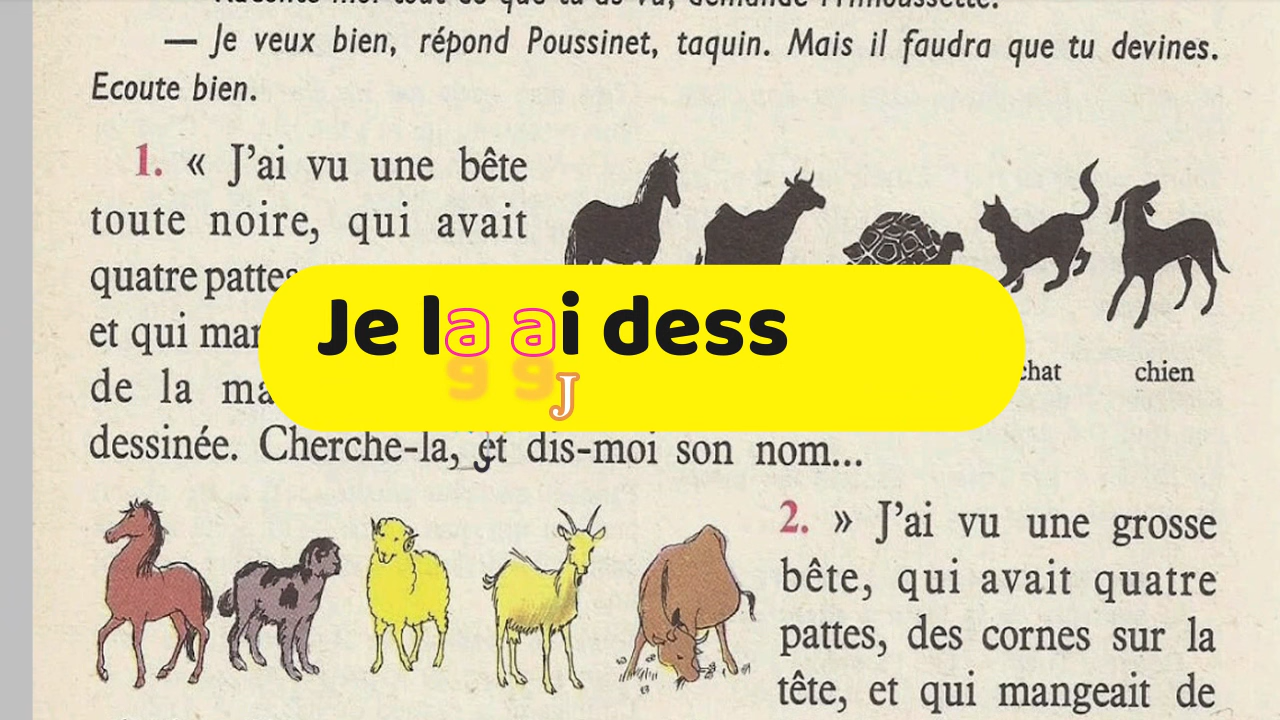 — Je veux bien, répond Poussinet, taquin. Mais il faudra que tu devines.
Ecoute bien.
1. « J'ai vu une bête
toute noire, qui avait
quatre pattes
et qui
de la
dessinée. Cherche-la, et dis-moi son nom...
Je la ai dess
J
chat chien
2. » J'ai vu une grosse
bête, qui avait quatre
pattes, des cornes sur la
tête, et qui mangeait de